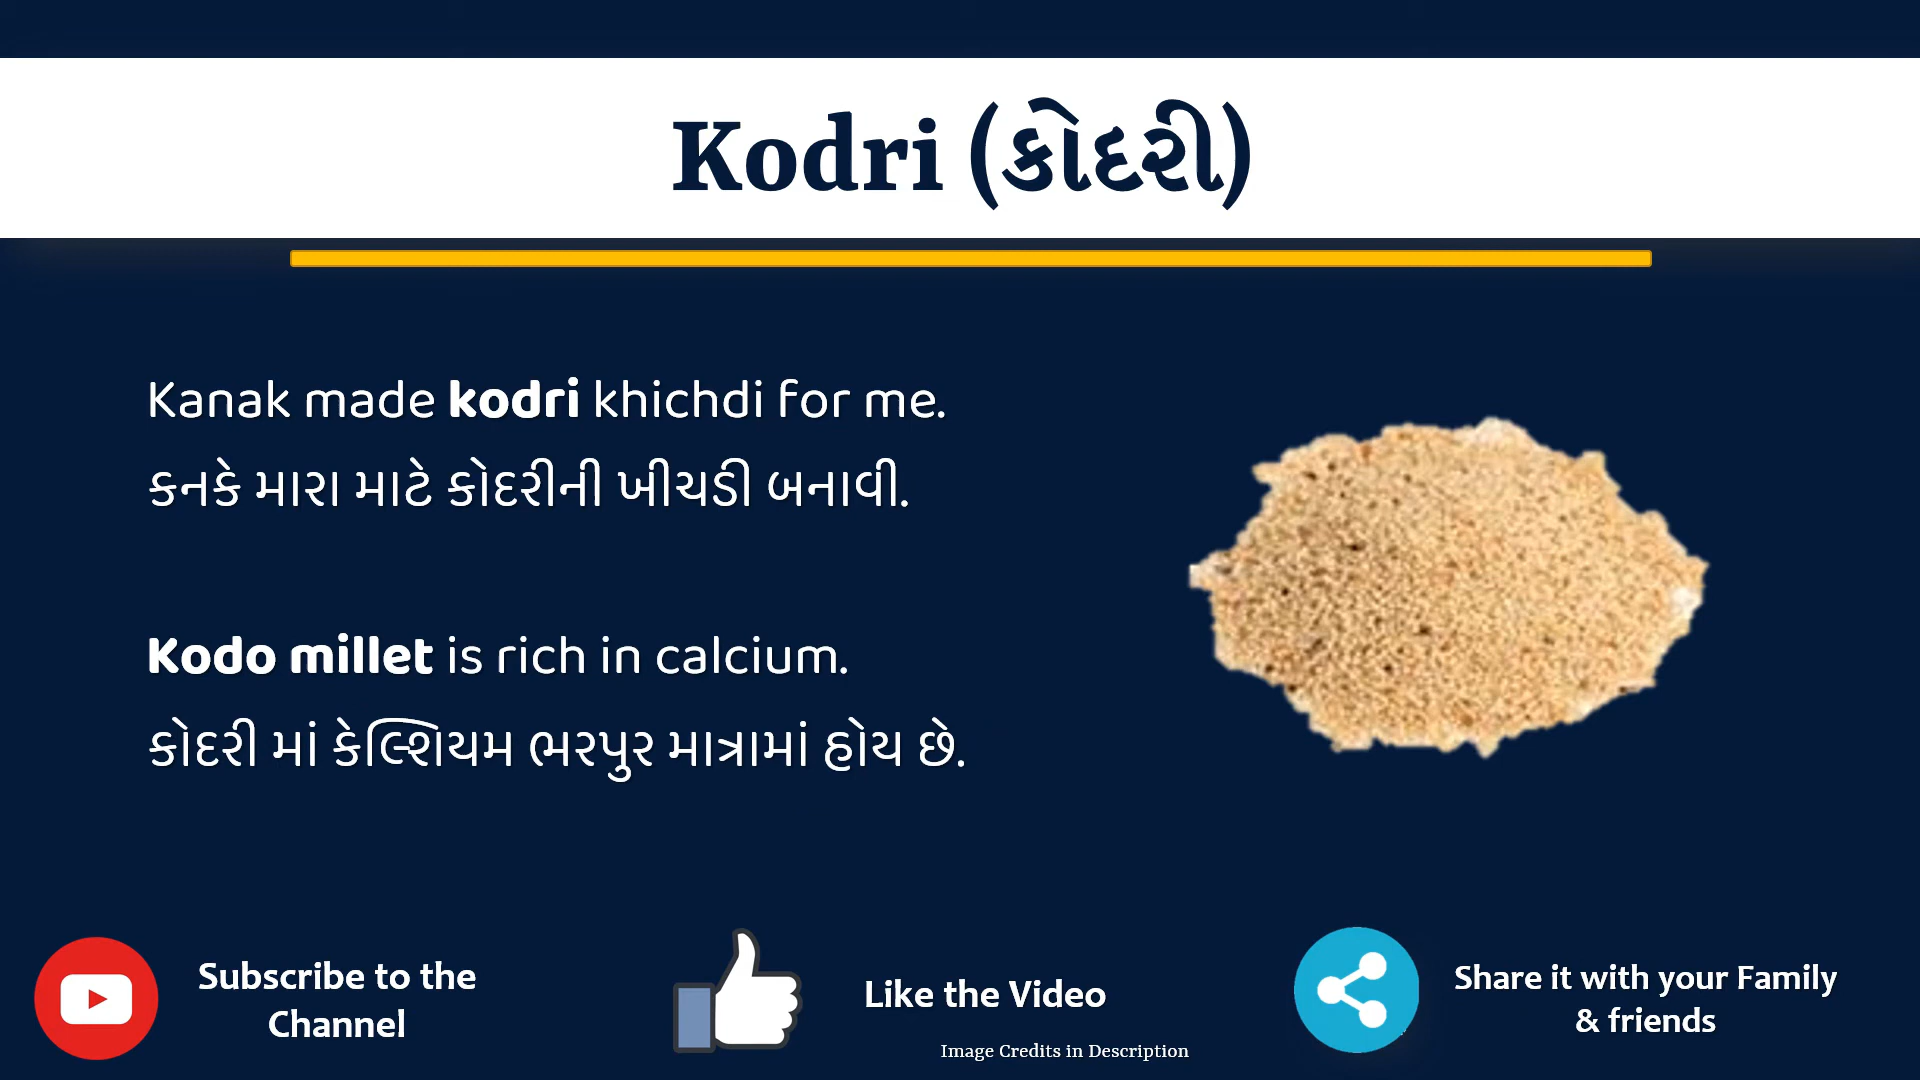 Kodri (કોદરી)
Kanak made kodri khichdi for me.
કનકે મારા માટે કોદરીની ખીચડી બનાવી.
Kodo millet is rich in calcium.
કોદરી માં કેલ્શિયમ ભરપુર માત્રામાં હોય છે.
Subscribe to the
Channel
Like the Video
Share it with your Family
& friends
Image Credits in Description